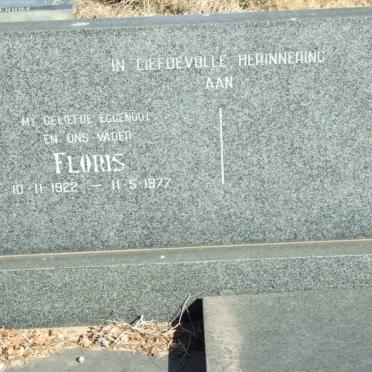 IN LIEFDEVOLLE HERINNERING
AAN
MY GELIEFDE EGGENOOT
EN ONS VADER
FLORIS
10·11·1922 — 11·5·1977